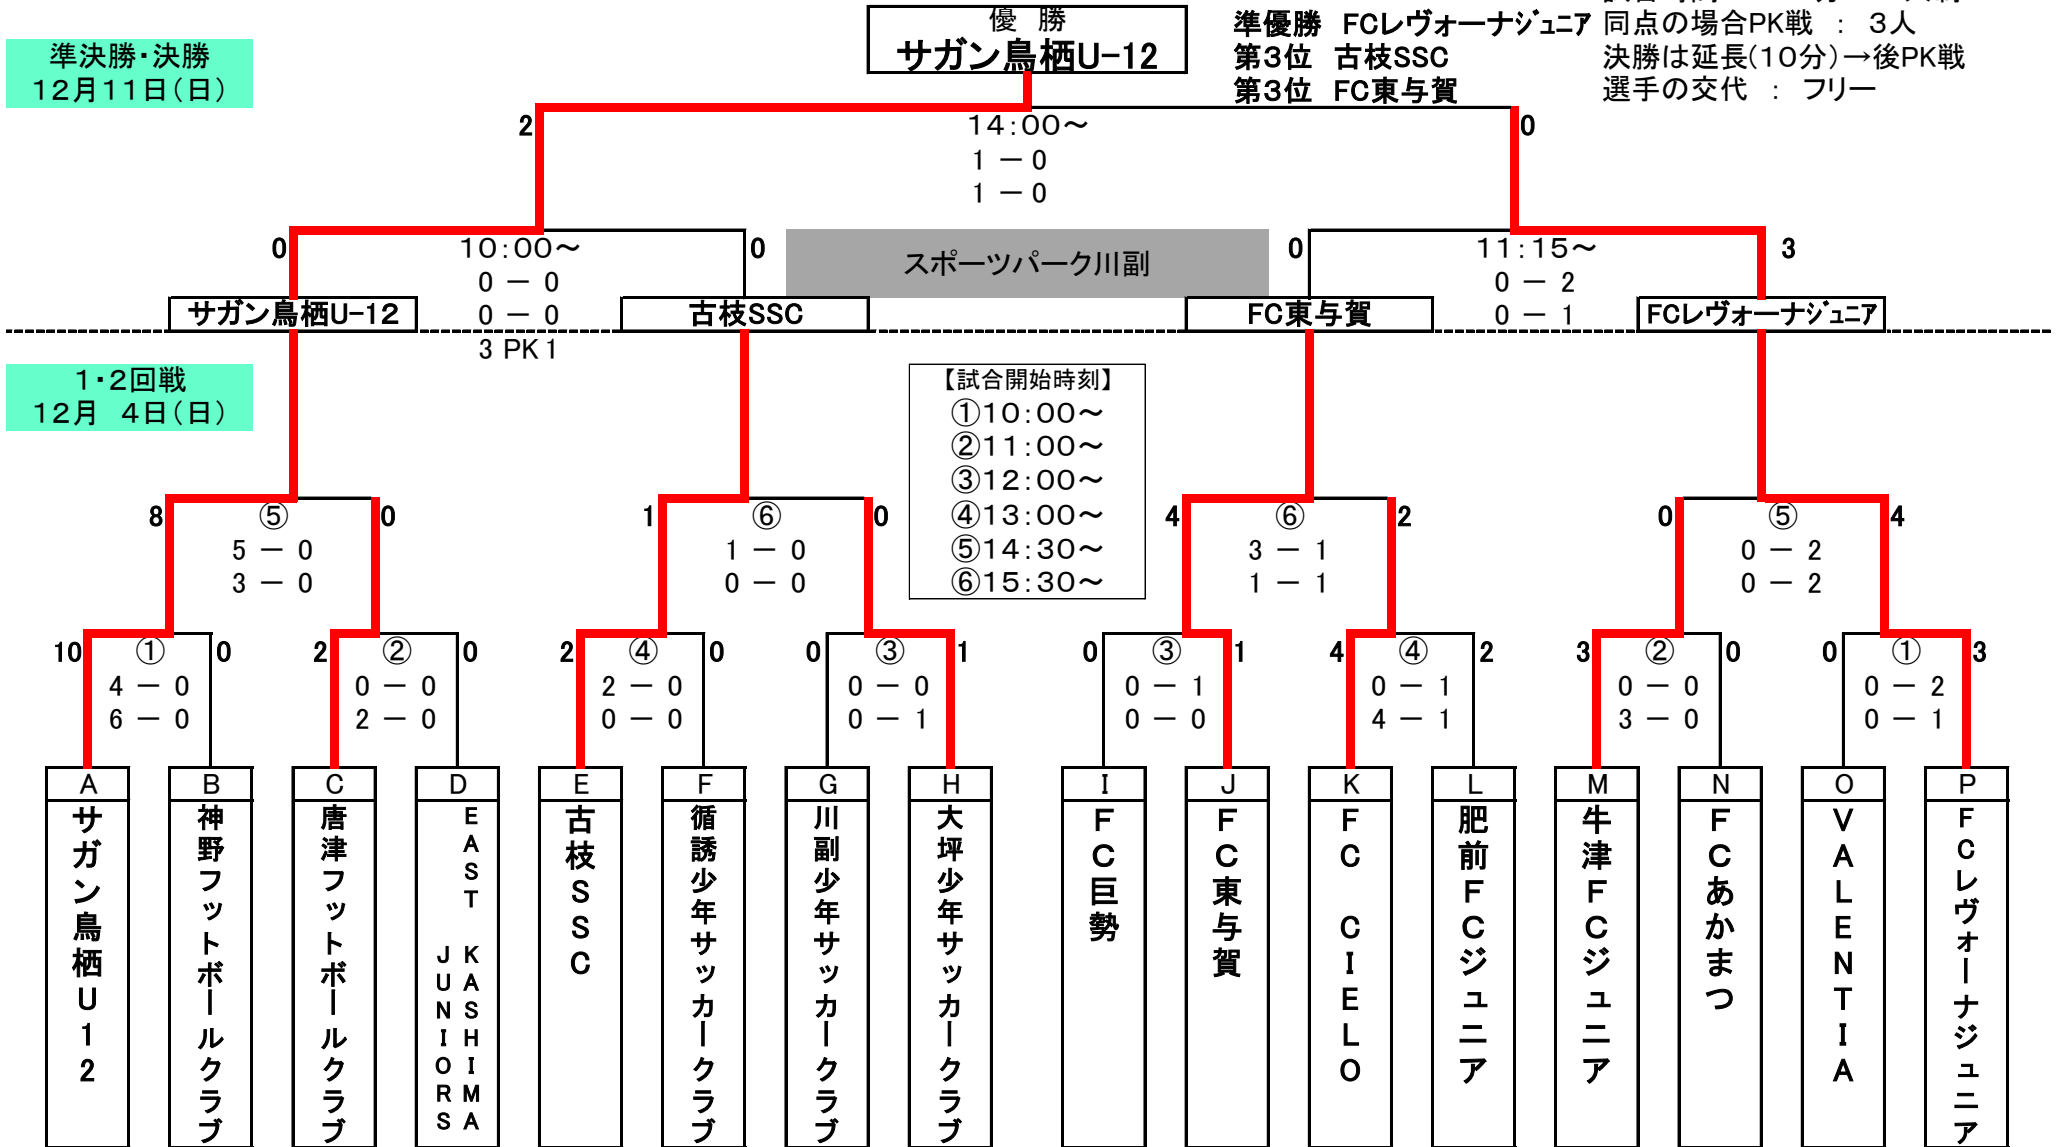 優 勝
サガン鳥栖U-12
準優勝 FCレヴォーナジュニア
第3位 古枝SSC
第3位 FC東与賀
同点の場合PK戦 : 3人
決勝は延長(10分)→後PK戦
選手の交代 : フリー
準決勝・決勝
12月11日(日)
2
14:00~
1 - 0
1 - 0
0
0
10:00~
0 - 0
0 - 0
3 PK 1
0
スポーツパーク川副
0
11:15~
0 - 2
0 - 1
3
サガン鳥栖U-12
古枝SSC
FC東与賀
FCレヴォーナジュニア
1・2回戦
12月 4日(日)
【試合開始時刻】
①10:00~
②11:00~
③12:00~
④13:00~
⑤14:30~
⑥15:30~
8
⑤
5 - 0
3 - 0
0
1
⑥
1 - 0
0 - 0
0
4
⑥
3 - 1
1 - 1
2
0
⑤
0 - 2
0 - 2
4
10
①
4 - 0
6 - 0
0
2
②
0 - 0
2 - 0
0
2
④
2 - 0
0 - 0
0
0
③
0 - 0
0 - 1
1
0
③
0 - 1
0 - 0
1
4
④
0 - 1
4 - 1
2
3
②
0 - 0
3 - 0
0
0
①
0 - 2
0 - 1
3
A
サガン鳥栖U12
B
神野フットボールクラブ
C
唐津フットボールクラブ
D
EAST KASHIMA
JUNIORS
E
古枝SSC
F
循誘少年サッカークラブ
G
川副少年サッカークラブ
H
大坪少年サッカークラブ
I
FC巨勢
J
FC東与賀
K
FC CIELO
L
肥前FCジュニア
M
牛津FCジュニア
N
FCあかまつ
O
VALENTIA
P
FCレヴォーナジュニア